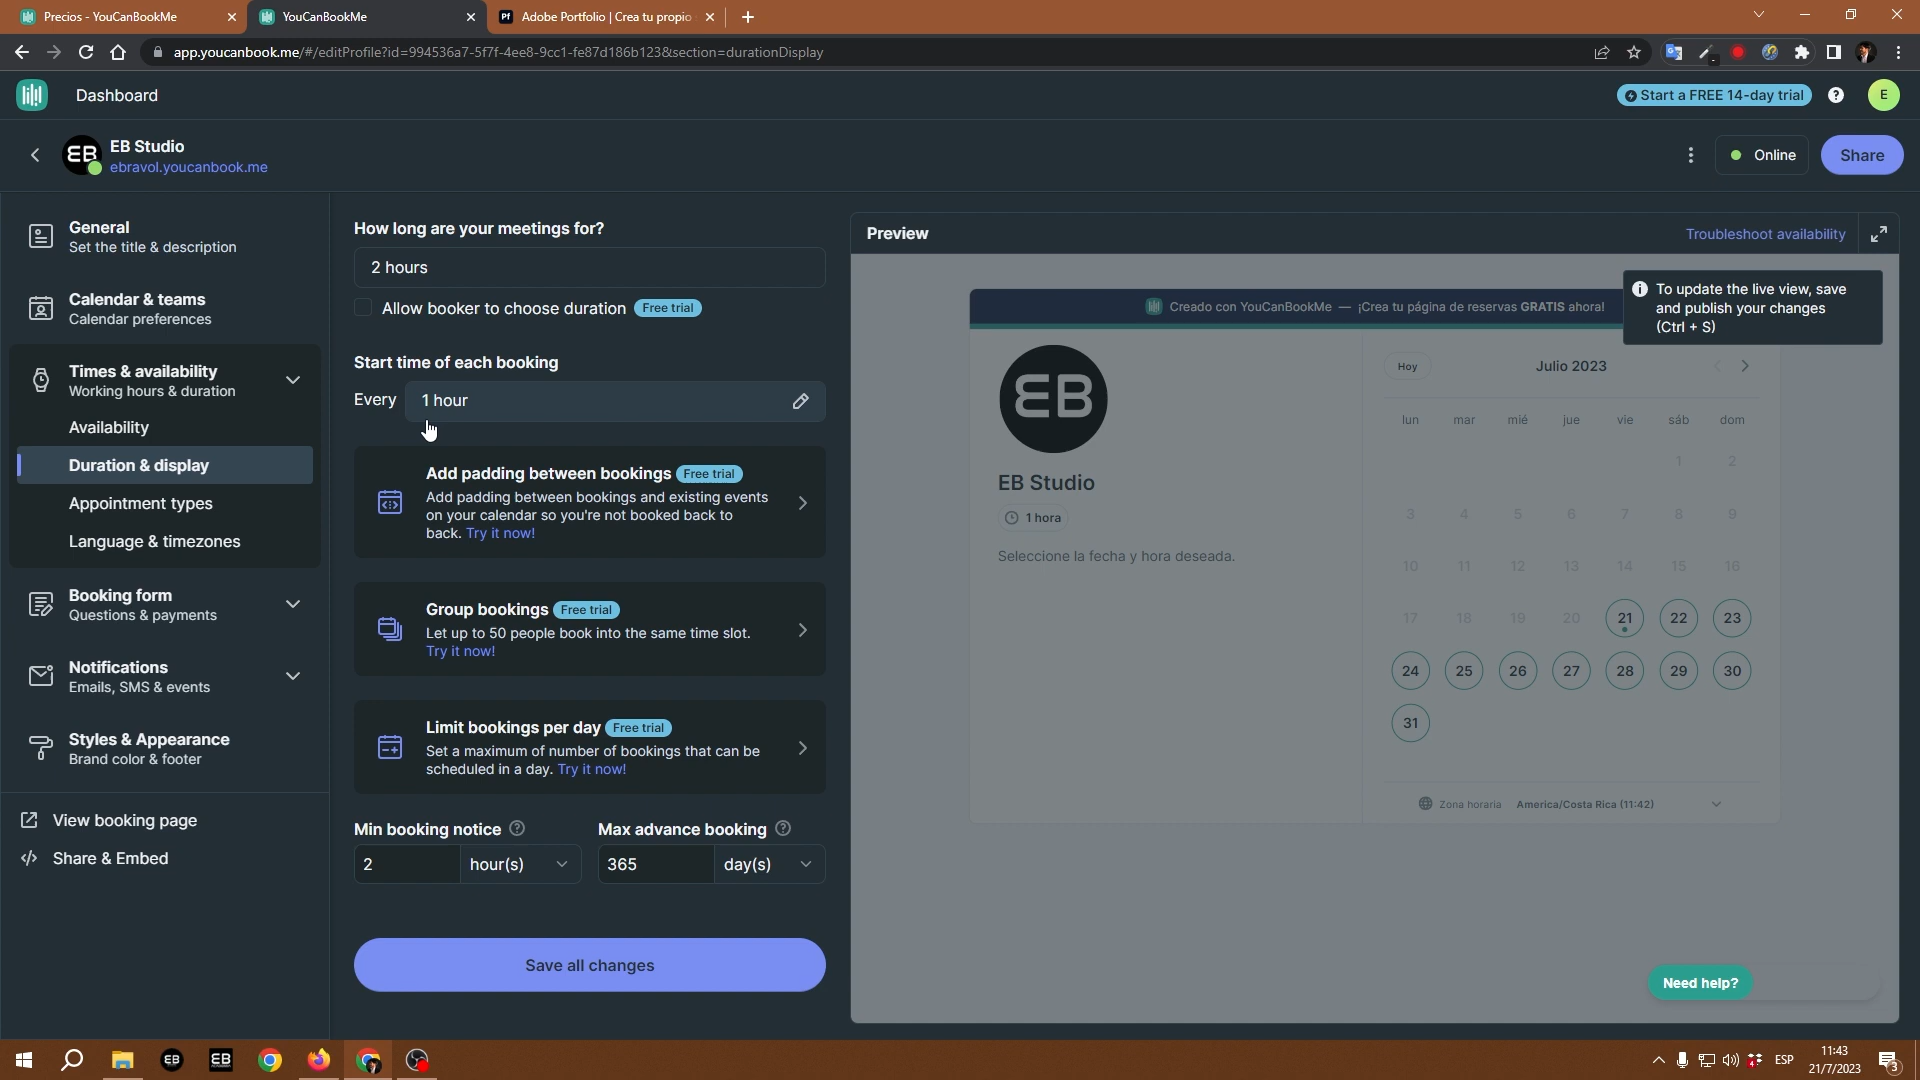 Precios - YouCanBookMe
YouCanBookMe
Adobe Portfolio | Crea tu propio
app.youcanbook.me/#/editProfile?id=994536a7-5f7f-4ee8-9cc1-fe87d186b123&section=durationDisplay
Dashboard
Start a FREE 14-day trial
E
EB
EB Studio
ebravol.youcanbook.me
Online
Share
General
Set the title & description
Calendar & teams
Calendar preferences
Times & availability
Working hours & duration
Availability
Duration & display
Appointment types
Language & timezones
Booking form
Questions & payments
Notifications
Emails, SMS & events
Styles & Appearance
Brand color & footer
View booking page
Share & Embed
How long are your meetings for?
2 hours
Allow booker to choose duration Free trial
Start time of each booking
Every 1 hour
Add padding between bookings Free trial
Add padding between bookings and existing events
on your calendar so you're not booked back to
back. Try it now!
Group bookings Free trial
Let up to 50 people book into the same time slot.
Try it now!
Limit bookings per day Free trial
Set a maximum of number of bookings that can be
scheduled in a day. Try it now!
Min booking notice
Max advance booking
2 hour(s)
365 day(s)
Save all changes
Preview
Troubleshoot availability
To update the live view, save
and publish your changes
(Ctrl + S)
Creado con YouCanBookMe — ¡Crea tu página de reservas GRATIS ahora!
EB
EB Studio
1 hora
Seleccione la fecha y hora deseada.
Hoy
Julio 2023
lun mar mié jue vie sáb dom
1 2
3 4 5 6 7 8 9
10 11 12 13 14 15 16
17 18 19 20 21 22 23
24 25 26 27 28 29 30
31
Zona horaria America/Costa Rica (11:42)
Need help?
EB
EB
ESP
11:43
21/7/2023
3